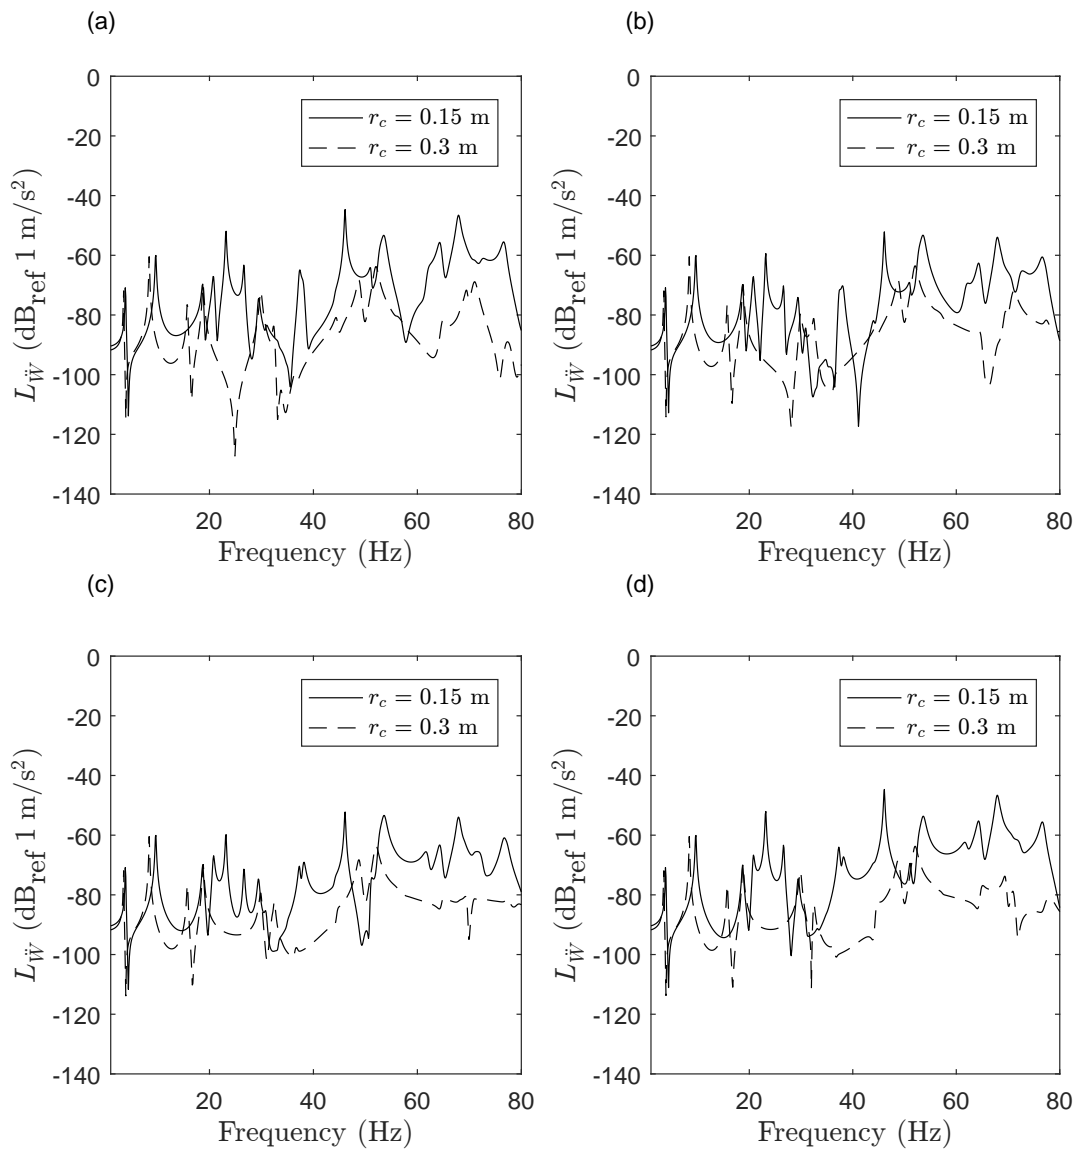 (a)
0
-20
-40
-60
-80
-100
-120
-140
20
40
60
80
Frequency (Hz)
L_Ẅ (dB_ref 1 m/s²)
r_c = 0.15 m
r_c = 0.3 m
(b)
0
-20
-40
-60
-80
-100
-120
-140
20
40
60
80
Frequency (Hz)
L_Ẅ (dB_ref 1 m/s²)
r_c = 0.15 m
r_c = 0.3 m
(c)
0
-20
-40
-60
-80
-100
-120
-140
20
40
60
80
Frequency (Hz)
L_Ẅ (dB_ref 1 m/s²)
r_c = 0.15 m
r_c = 0.3 m
(d)
0
-20
-40
-60
-80
-100
-120
-140
20
40
60
80
Frequency (Hz)
L_Ẅ (dB_ref 1 m/s²)
r_c = 0.15 m
r_c = 0.3 m